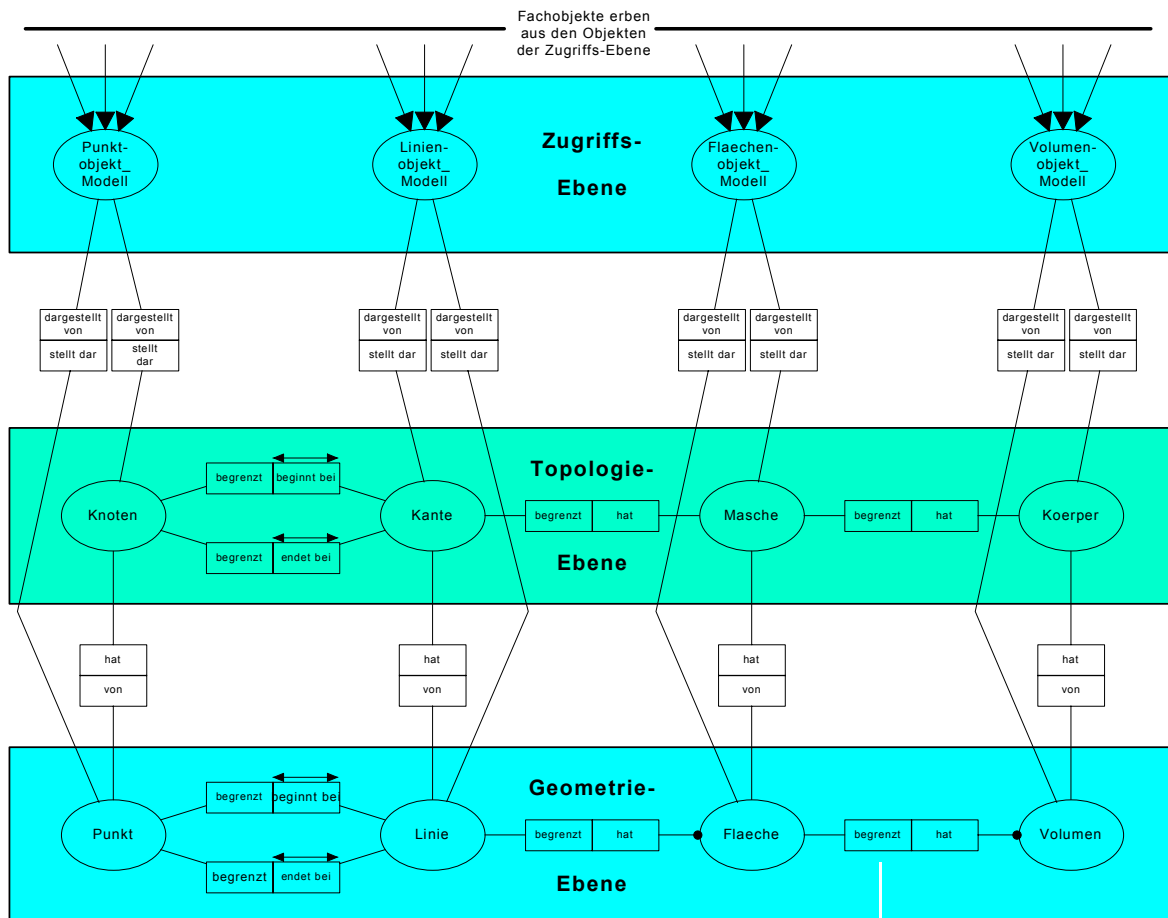 Fachobjekte erben
aus den Objekten
der Zugriffs-Ebene
Zugriffs-
Ebene
Punkt-
objekt_
Modell
Linien-
objekt_
Modell
Flaechen-
objekt_
Modell
Volumen-
objekt_
Modell
dargestellt
von
stellt dar
dargestellt
von
stellt
dar
dargestellt
von
stellt dar
dargestellt
von
stellt dar
dargestellt
von
stellt dar
dargestellt
von
stellt dar
dargestellt
von
stellt dar
dargestellt
von
stellt dar
Topologie-
Ebene
Knoten
begrenzt
beginnt bei
begrenzt
endet bei
Kante
begrenzt
hat
Masche
begrenzt
hat
Koerper
hat
von
hat
von
hat
von
hat
von
Geometrie-
Ebene
Punkt
begrenzt
beginnt bei
begrenzt
endet bei
Linie
begrenzt
hat
Flaeche
begrenzt
hat
Volumen